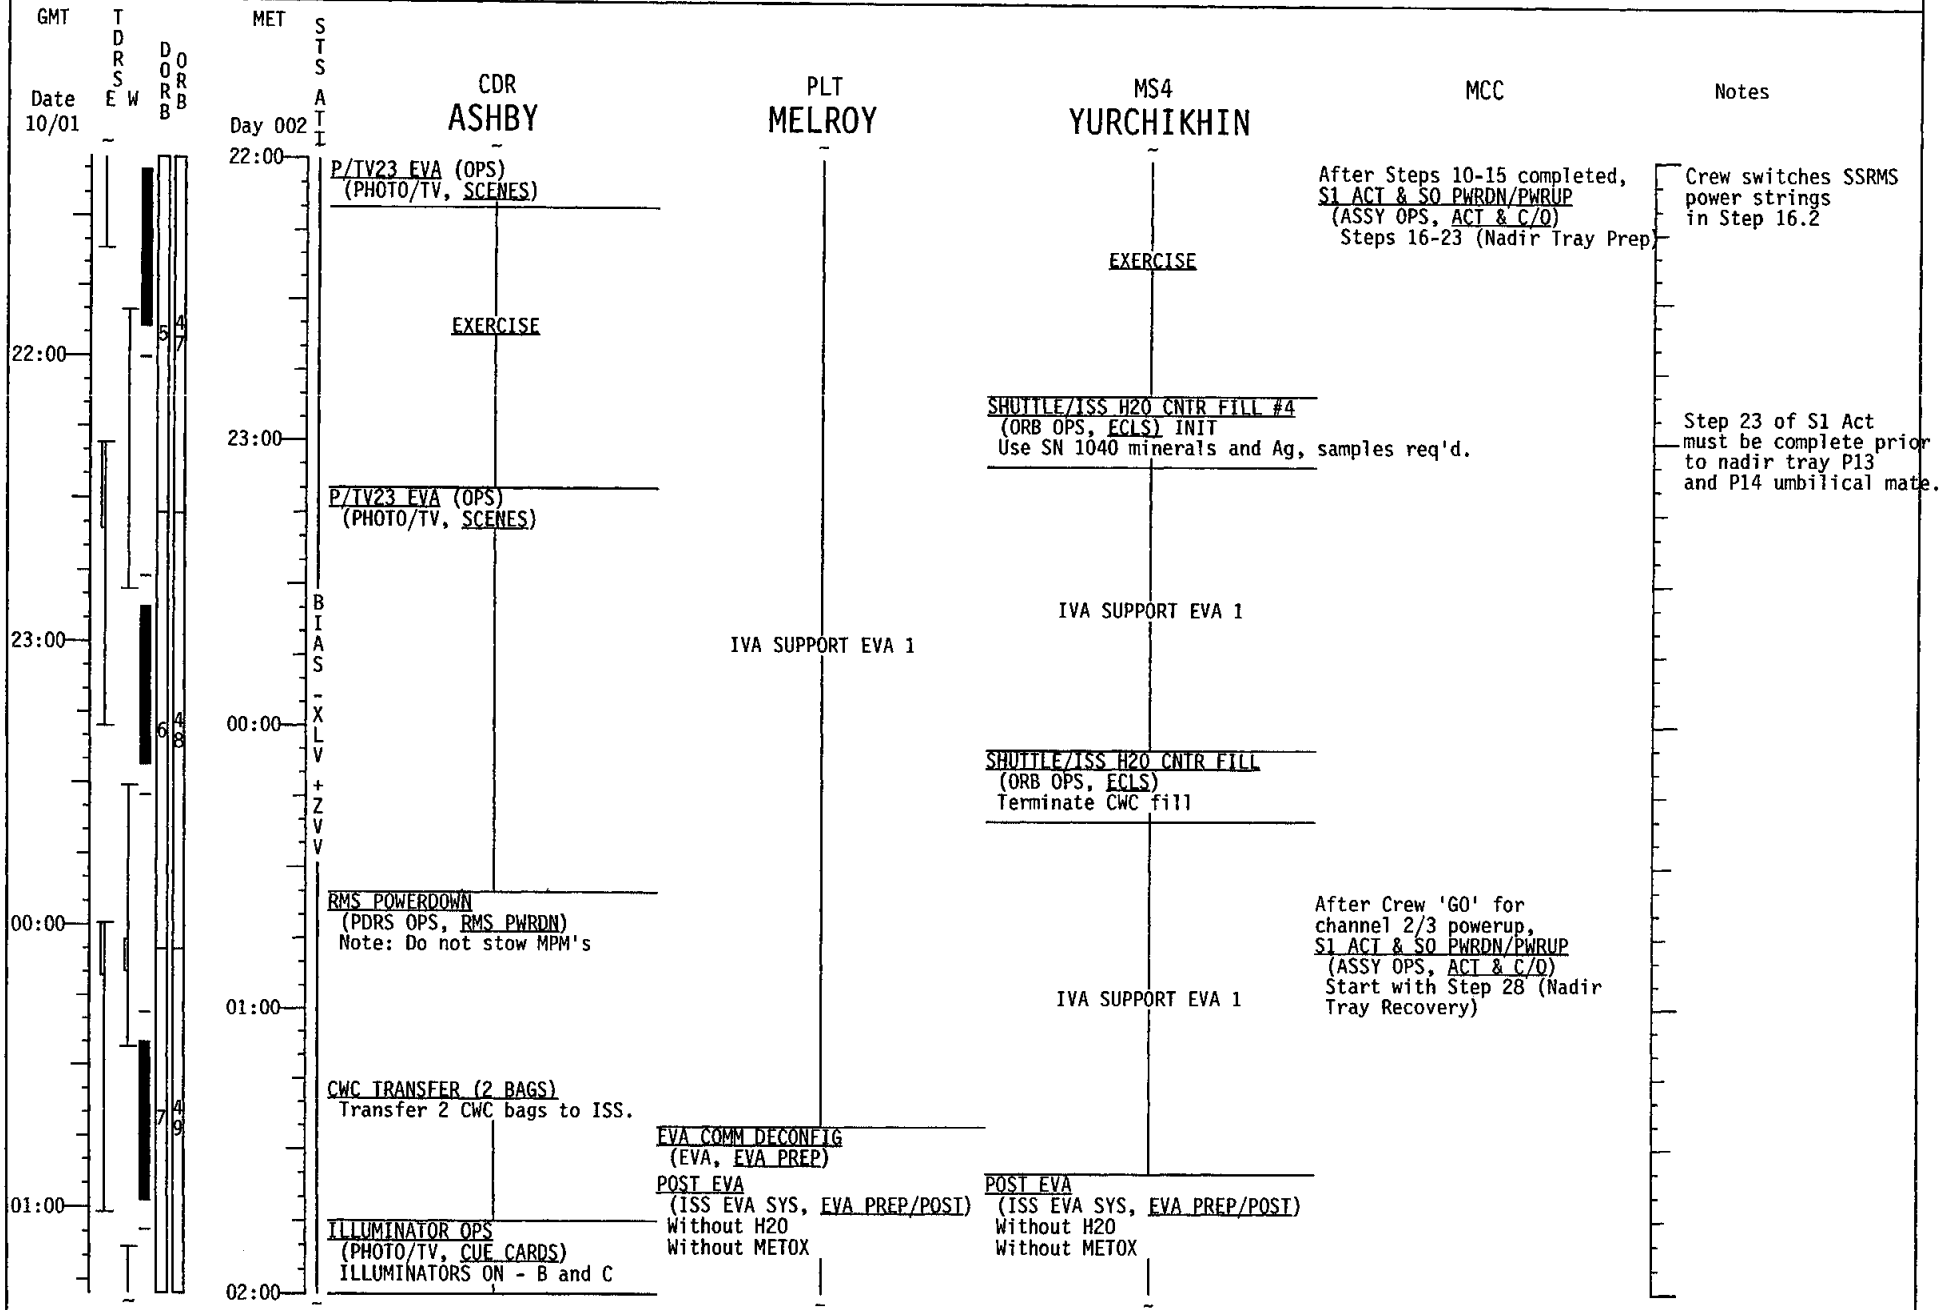 GMT
TDRS
E W
DORB
ORB
MET
STS ATT
Date
10/01
Day 002
CDR
ASHBY
PLT
MELROY
MS4
YURCHIKHIN
MCC
Notes
22:00
P/TV23 EVA (OPS)
(PHOTO/TV, SCENES)
After Steps 10-15 completed,
S1 ACT & SO PWRDN/PWRUP
(ASSY OPS, ACT & C/O)
Steps 16-23 (Nadir Tray Prep)
Crew switches SSRMS
power strings
in Step 16.2
EXERCISE
EXERCISE
5
47
22:00
SHUTTLE/ISS H2O CNTR FILL #4
(ORB OPS, ECLS) INIT
Use SN 1040 minerals and Ag, samples req'd.
23:00
Step 23 of S1 Act
must be complete prior
to nadir tray P13
and P14 umbilical mate.
P/TV23 EVA (OPS)
(PHOTO/TV, SCENES)
BIAS -XLV +ZVV
IVA SUPPORT EVA 1
23:00
IVA SUPPORT EVA 1
6
48
00:00
SHUTTLE/ISS H2O CNTR FILL
(ORB OPS, ECLS)
Terminate CWC fill
RMS POWERDOWN
(PDRS OPS, RMS PWRDN)
Note: Do not stow MPM's
00:00
After Crew 'GO' for
channel 2/3 powerup,
S1 ACT & SO PWRDN/PWRUP
(ASSY OPS, ACT & C/O)
Start with Step 28 (Nadir
Tray Recovery)
01:00
IVA SUPPORT EVA 1
CWC TRANSFER (2 BAGS)
Transfer 2 CWC bags to ISS.
7
49
EVA COMM DECONFIG
(EVA, EVA PREP)
POST EVA
(ISS EVA SYS, EVA PREP/POST)
Without H2O
Without METOX
POST EVA
(ISS EVA SYS, EVA PREP/POST)
Without H2O
Without METOX
01:00
ILLUMINATOR OPS
(PHOTO/TV, CUE CARDS)
ILLUMINATORS ON - B and C
02:00